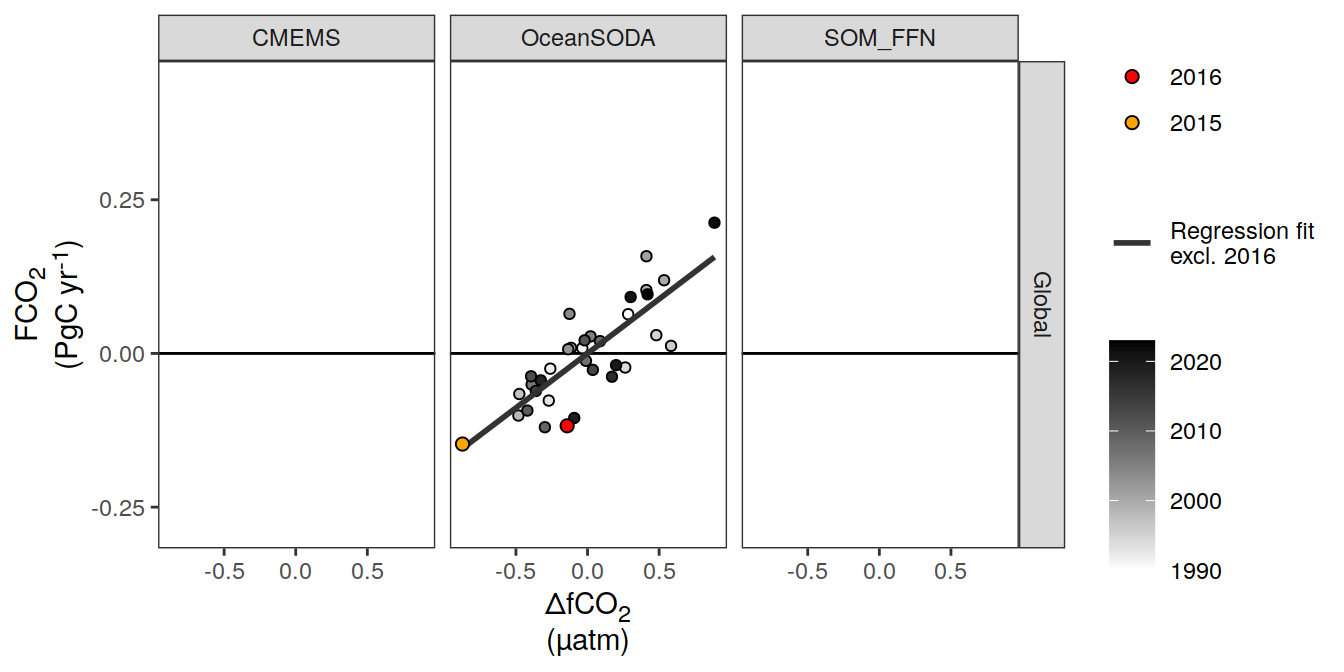 CMEMS
OceanSODA
SOM_FFN
Global
FCO₂
(PgC yr⁻¹)
0.25
0.00
-0.25
-0.5 0.0 0.5
-0.5 0.0 0.5
-0.5 0.0 0.5
ΔfCO₂
(µatm)
2016
2015
Regression fit
excl. 2016
2020
2010
2000
1990